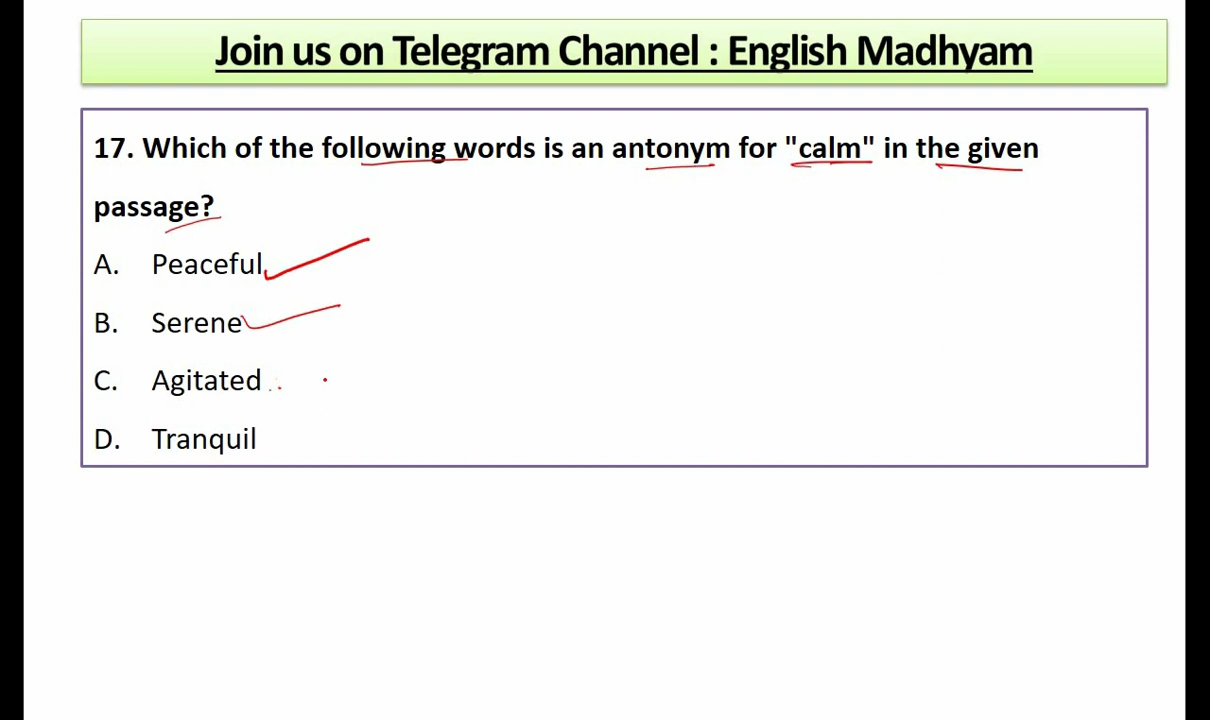 Join us on Telegram Channel : English Madhyam
17. Which of the following words is an antonym for "calm" in the given
passage?
A. Peaceful
B. Serene
C. Agitated
D. Tranquil